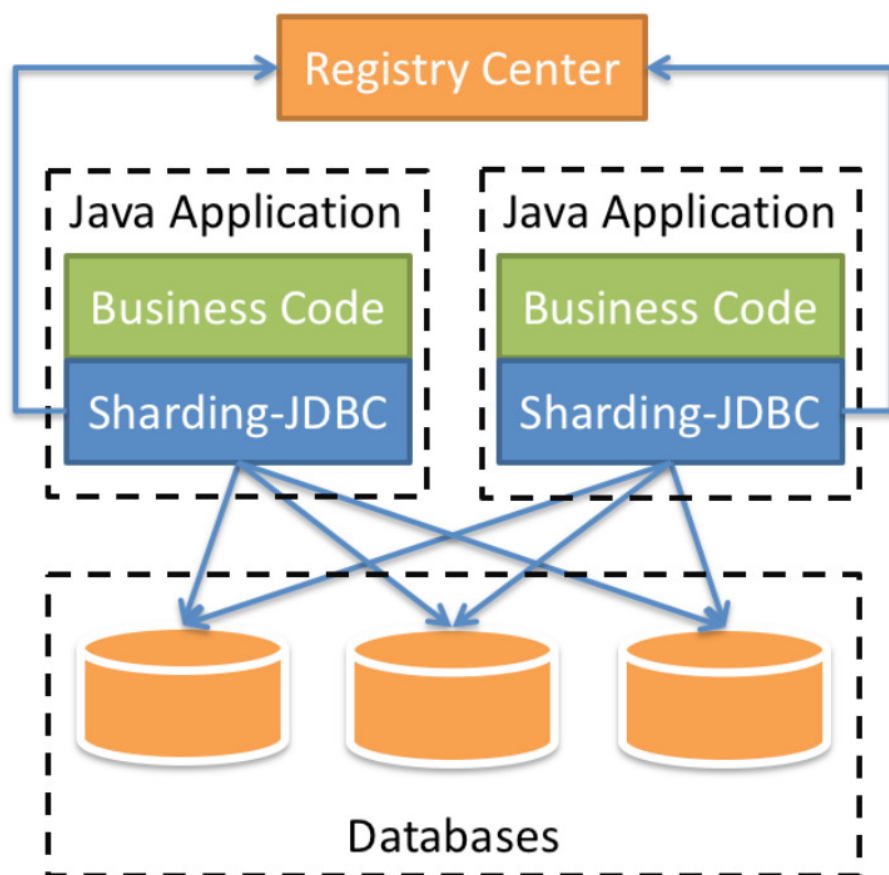 Registry Center
Java Application
Business Code
Sharding-JDBC
Java Application
Business Code
Sharding-JDBC
Databases